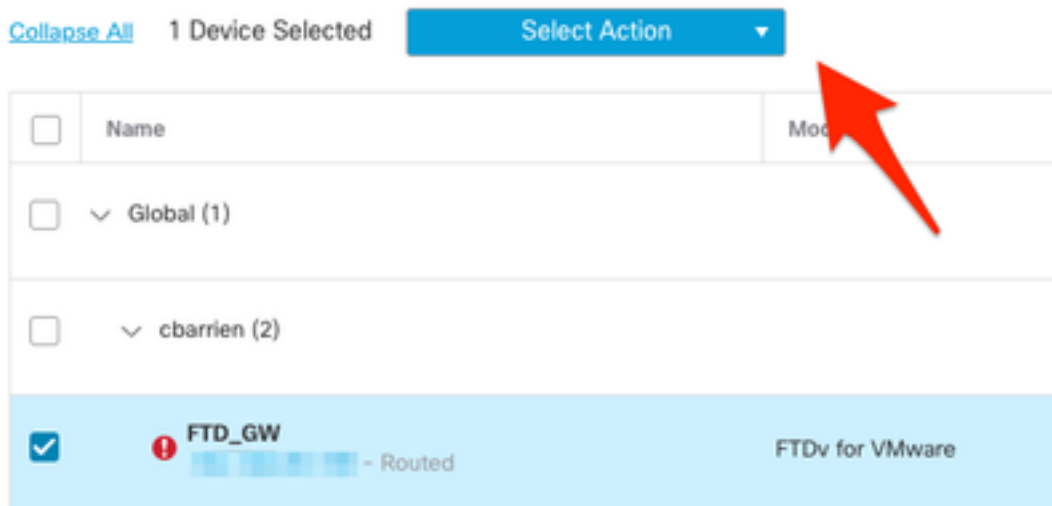 Collapse All 1 Device Selected Select Action
Name
Global (1)
cbarrien (2)
FTD_GW
- Routed
FTDv for VMware